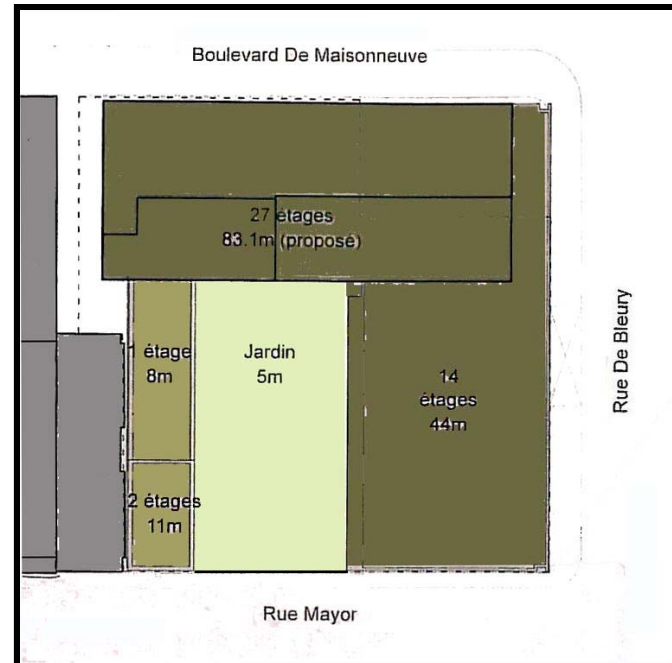 Boulevard De Maisonneuve
27 étages
83.1m (proposé)
1 étage
8m
Jardin
5m
14
étages
44m
Rue De Bleury
2 étages
11m
Rue Mayor